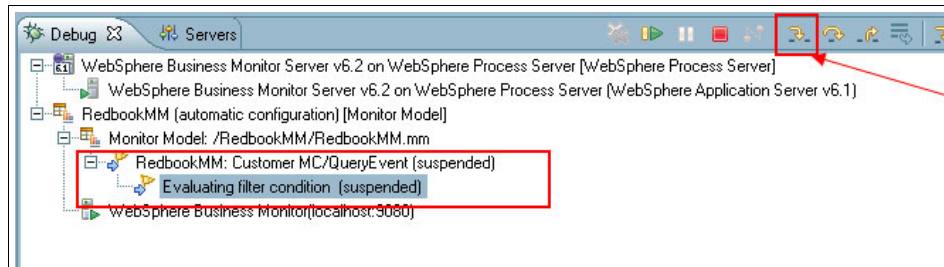 Debug Servers
WebSphere Business Monitor Server v6.2 on WebSphere Process Server [WebSphere Process Server]
WebSphere Business Monitor Server v6.2 on WebSphere Process Server (WebSphere Application Server v6.1)
RedbookMM (automatic configuration) [Monitor Model]
Monitor Model: /RedbookMM/RedbookMM.mm
RedbookMM: Customer MC/QueryEvent (suspended)
Evaluating filter condition (suspended)
WebSphere Business Monitor(localhost:9080)